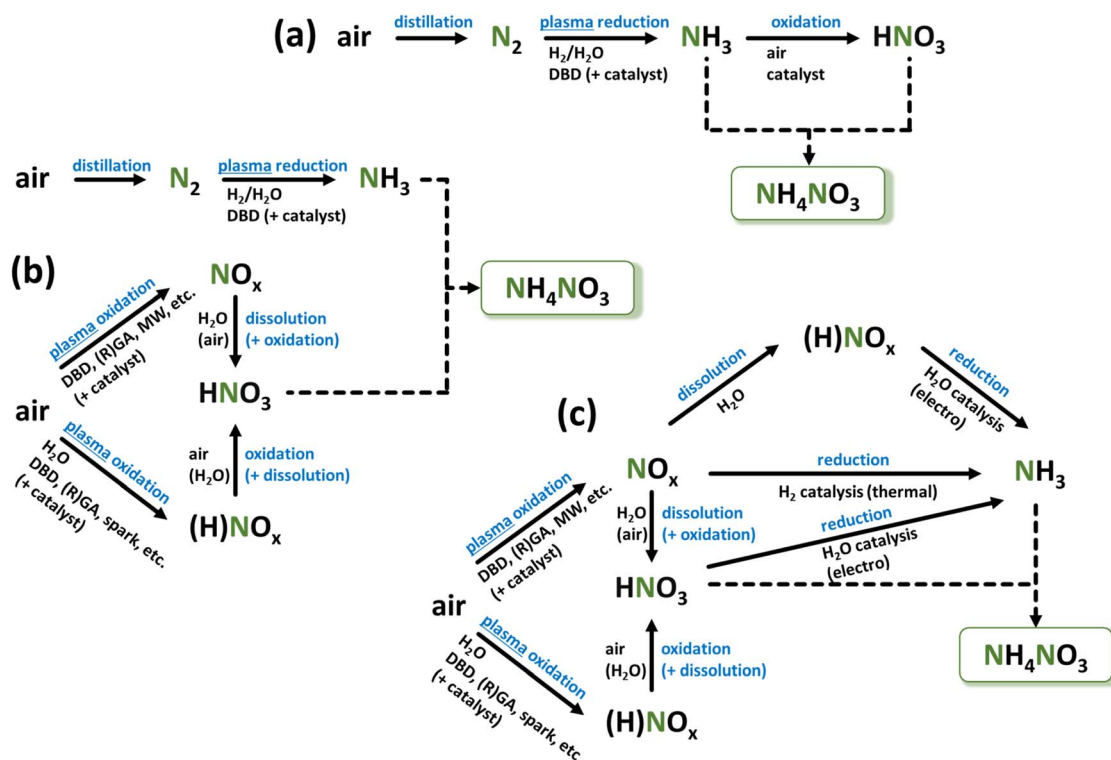 (a) air distillation N₂ plasma reduction NH₃ oxidation HNO₃
H₂/H₂O
DBD (+ catalyst)
air
catalyst
NH₄NO₃
air distillation N₂ plasma reduction NH₃
H₂/H₂O
DBD (+ catalyst)
(b)
NOₓ
plasma oxidation
DBD, (R)GA, MW, etc.
(+ catalyst)
H₂O
(air)
dissolution
(+ oxidation)
NH₄NO₃
HNO₃
air
plasma oxidation
H₂O
DBD, (R)GA, spark, etc.
(+ catalyst)
air
(H₂O)
oxidation
(+ dissolution)
(H)NOₓ
(c)
(H)NOₓ
dissolution
H₂O
reduction
H₂O catalysis
(electro)
NOₓ
reduction
H₂ catalysis (thermal)
NH₃
plasma oxidation
DBD, (R)GA, MW, etc.
(+ catalyst)
H₂O
(air)
dissolution
(+ oxidation)
reduction
H₂O catalysis
(electro)
HNO₃
air
plasma oxidation
H₂O
DBD, (R)GA, spark, etc
(+ catalyst)
air
(H₂O)
oxidation
(+ dissolution)
NH₄NO₃
(H)NOₓ